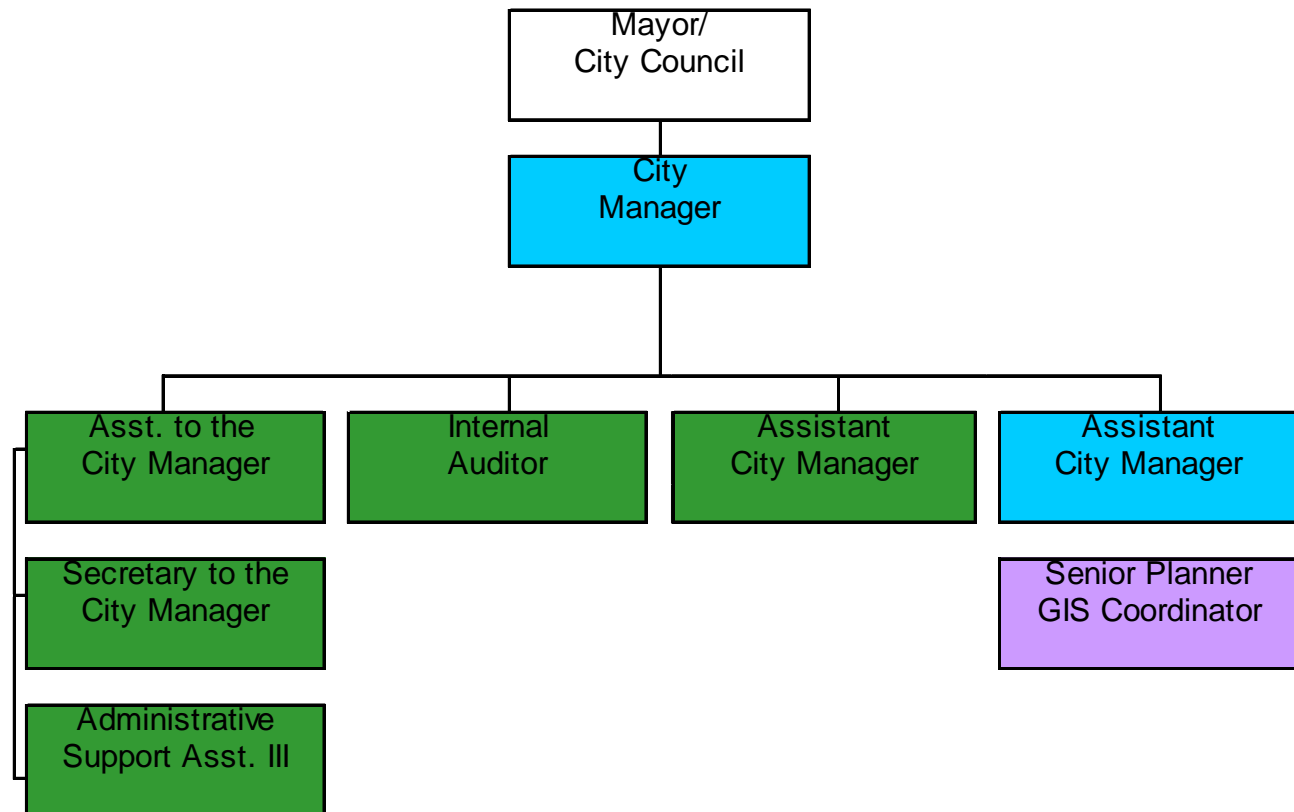 Mayor/
City Council
City
Manager
Asst. to the
City Manager
Internal
Auditor
Assistant
City Manager
Assistant
City Manager
Secretary to the
City Manager
Senior Planner
GIS Coordinator
Administrative
Support Asst. III